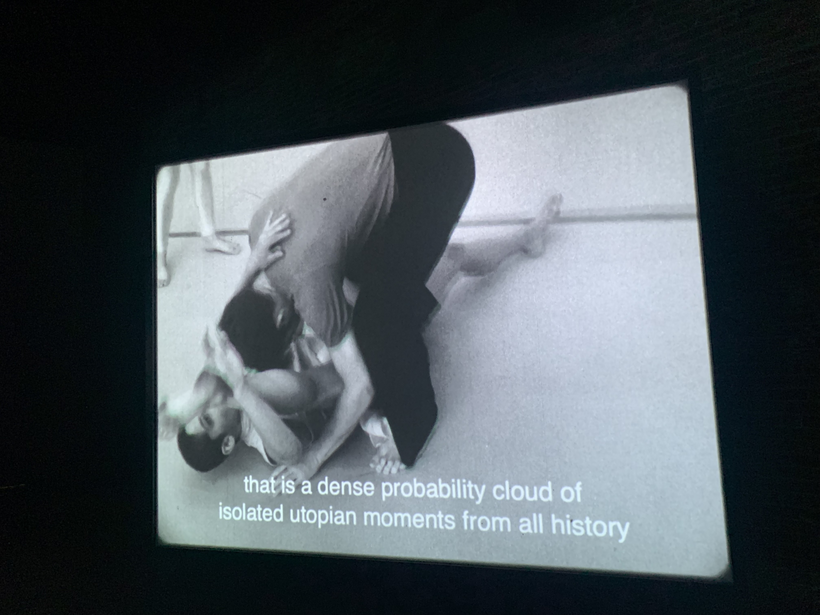 that is a dense probability cloud of
isolated utopian moments from all history